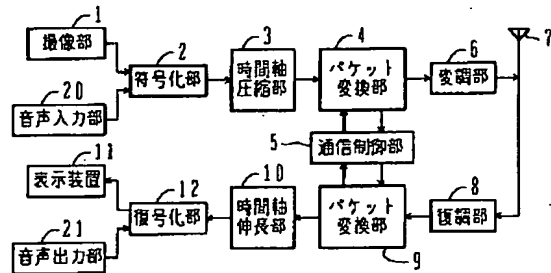 1
撮像部
2
符号化部
3
時間軸
圧縮部
4
パケット
変換部
6
変調部
7
20
音声入力部
5
通信制御部
11
表示装置
12
復号化部
10
時間軸
伸長部
パケット
変換部
9
8
復調部
21
音声出力部